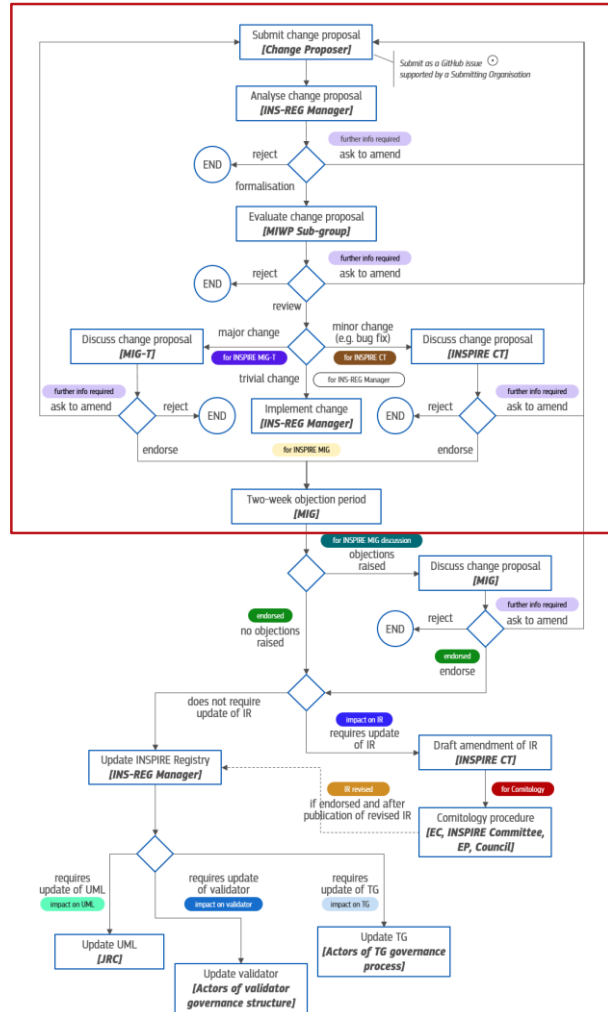 Submit change proposal
[Change Proposer]
Submit as a GitHub issue
supported by a Submitting Organisation
Analyse change proposal
[INS-REG Manager]
further info required
reject
ask to amend
END
formalisation
Evaluate change proposal
[MIWP Sub-group]
further info required
reject
ask to amend
END
review
major change
minor change
(e.g. bug fix)
Discuss change proposal
[MIG-T]
for INSPIRE MIG-T
for INSPIRE CT
Discuss change proposal
[INSPIRE CT]
trivial change
for INS-REG Manager
further info required
ask to amend
reject
END
Implement change
[INS-REG Manager]
END
reject
further info required
ask to amend
endorse
for INSPIRE MIG
endorse
Two-week objection period
[MIG]
for INSPIRE MIG discussion
objections
raised
Discuss change proposal
[MIG]
endorsed
no objections
raised
END
reject
further info required
ask to amend
endorsed
endorse
does not require
update of IR
impact on IR
requires update
of IR
Update INSPIRE Registry
[INS-REG Manager]
Draft amendment of IR
[INSPIRE CT]
IR revised
if endorsed and after
publication of revised IR
for Comitology
Comitology procedure
[EC, INSPIRE Committee,
EP, Council]
requires
update of UML
impact on UML
requires update
of validator
impact on validator
requires
update of TG
impact on TG
Update UML
[JRC]
Update validator
[Actors of validator
governance structure]
Update TG
[Actors of TG governance
process]